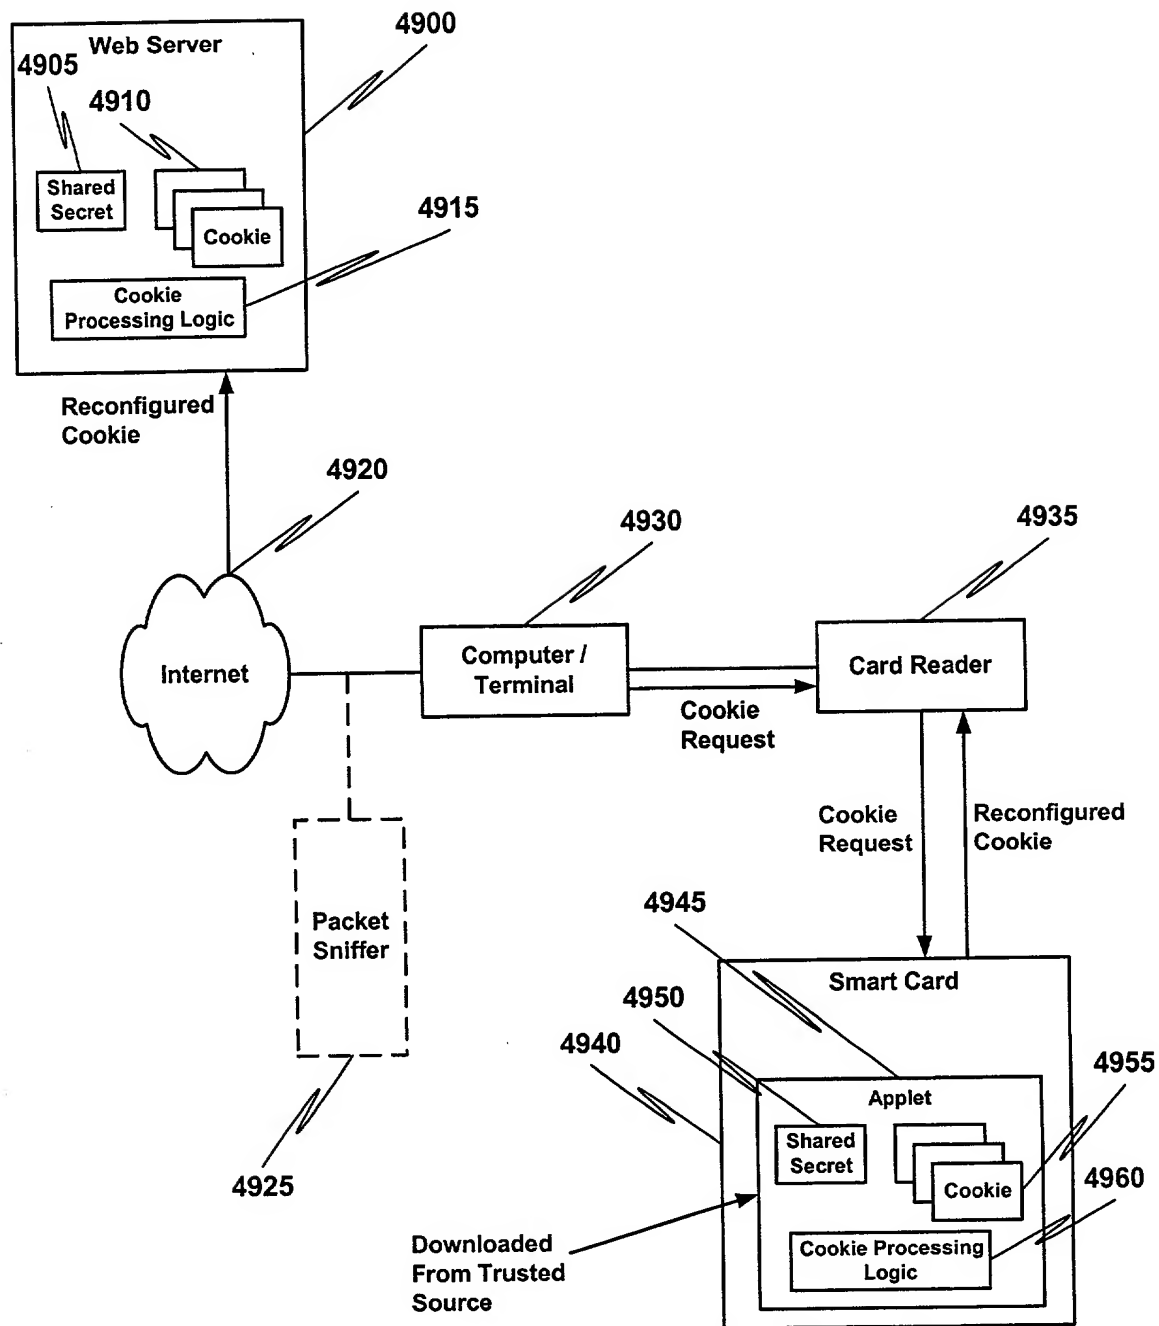 4900
Web Server
4905
4910
Shared
Secret
Cookie
4915
Cookie
Processing Logic
Reconfigured
Cookie
4920
4930
4935
Internet
Computer /
Terminal
Card Reader
Cookie
Request
Cookie
Request
Reconfigured
Cookie
Packet
Sniffer
4925
4945
4950
4940
Smart Card
4955
Applet
Shared
Secret
Cookie
4960
Cookie Processing
Logic
Downloaded
From Trusted
Source